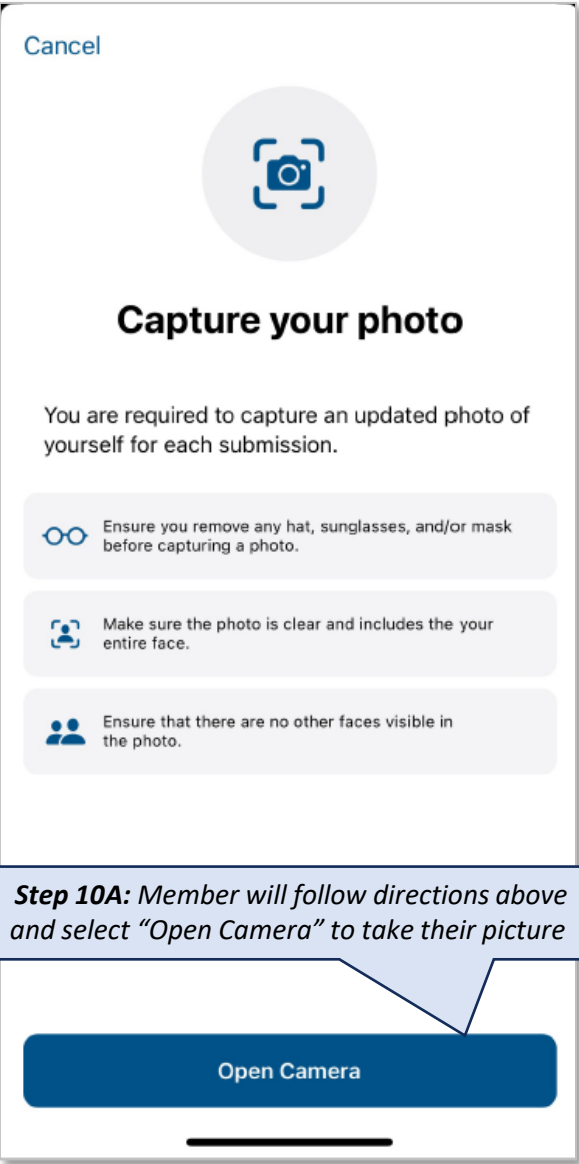 Cancel
Capture your photo
You are required to capture an updated photo of
yourself for each submission.
Ensure you remove any hat, sunglasses, and/or mask
before capturing a photo.
Make sure the photo is clear and includes the your
entire face.
Ensure that there are no other faces visible in
the photo.
Step 10A: Member will follow directions above
and select “Open Camera” to take their picture
Open Camera